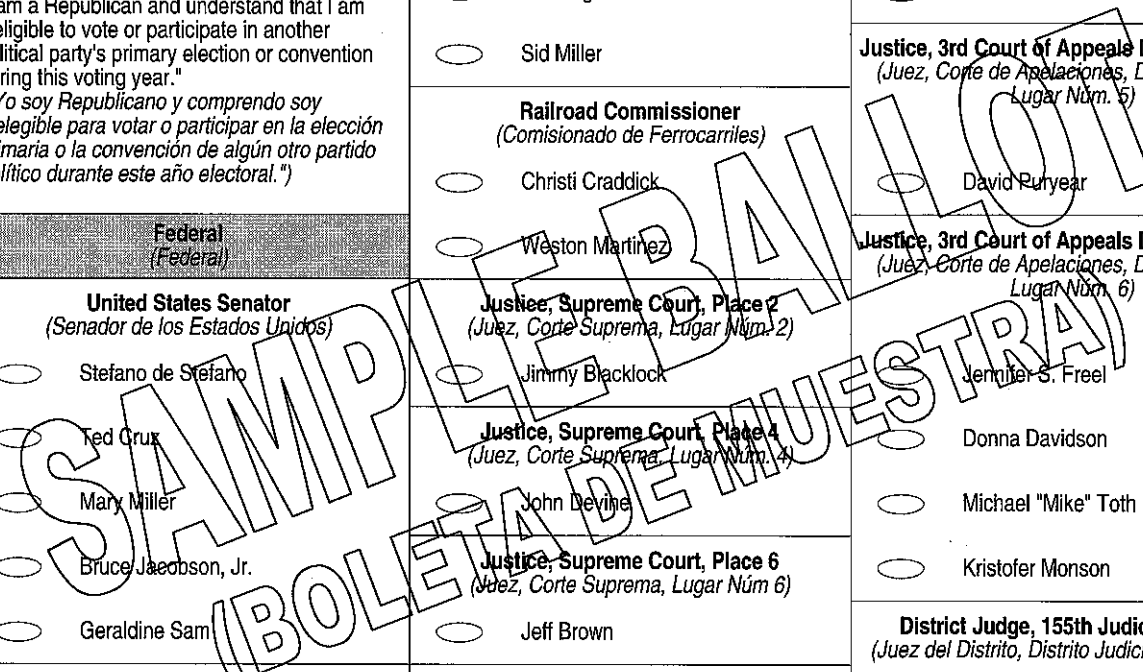 am a Republican and understand that I am
eligible to vote or participate in another
litical party's primary election or convention
ring this voting year."
Yo soy Republicano y comprendo soy
elegible para votar o participar en la elección
imaria o la convención de algún otro partido
lítico durante este año electoral.")
Federal
(Federal)
United States Senator
(Senador de los Estados Unidos)
Stefano de Stefano
Ted Cruz
Mary Miller
Bruce Jacobson, Jr.
Geraldine Sam
Sid Miller
Railroad Commissioner
(Comisionado de Ferrocarriles)
Christi Craddick
Weston Martinez
Justice, Supreme Court, Place 2
(Juez, Corte Suprema, Lugar Núm. 2)
Jimmy Blacklock
Justice, Supreme Court, Place 4
(Juez, Corte Suprema, Lugar Núm. 4)
John Devine
Justice, Supreme Court, Place 6
(Juez, Corte Suprema, Lugar Núm 6)
Jeff Brown
Justice, 3rd Court of Appeals
(Juez, Corte de Apelaciones,
Lugar Núm. 5)
David Puryear
Justice, 3rd Court of Appeals
(Juez, Corte de Apelaciones,
Lugar Núm. 6)
Jennifer S. Freel
Donna Davidson
Michael "Mike" Toth
Kristofer Monson
District Judge, 155th Judic
(Juez del Distrito, Distrito Judic
SAMPLE BALLOT
(BOLETA DE MUESTRA)